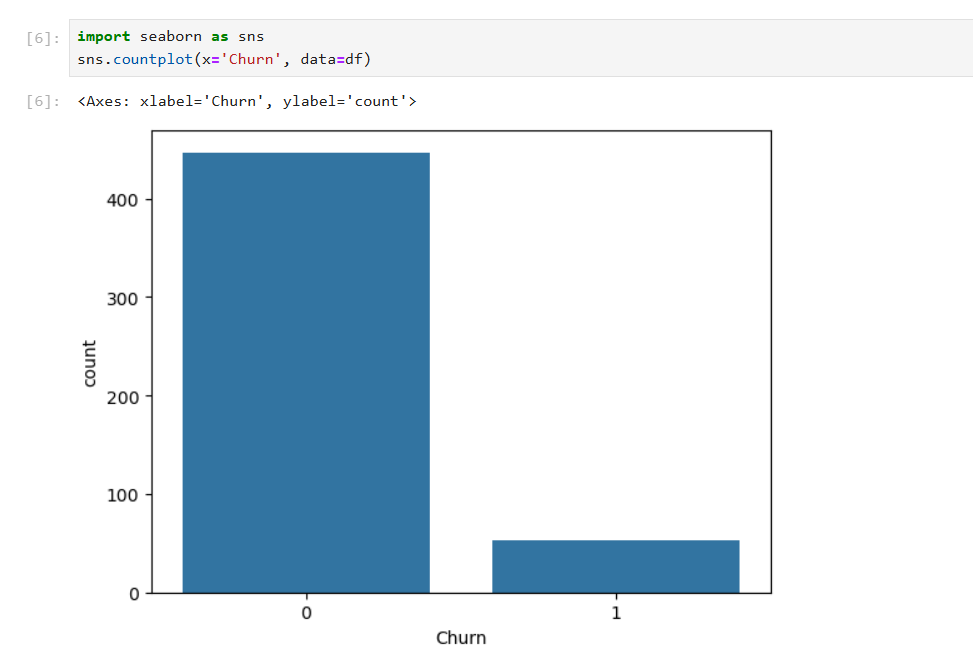 [6]: import seaborn as sns
sns.countplot(x='Churn', data=df)
[6]: <Axes: xlabel='Churn', ylabel='count'>
400
300
200
100
0
count
0 1
Churn